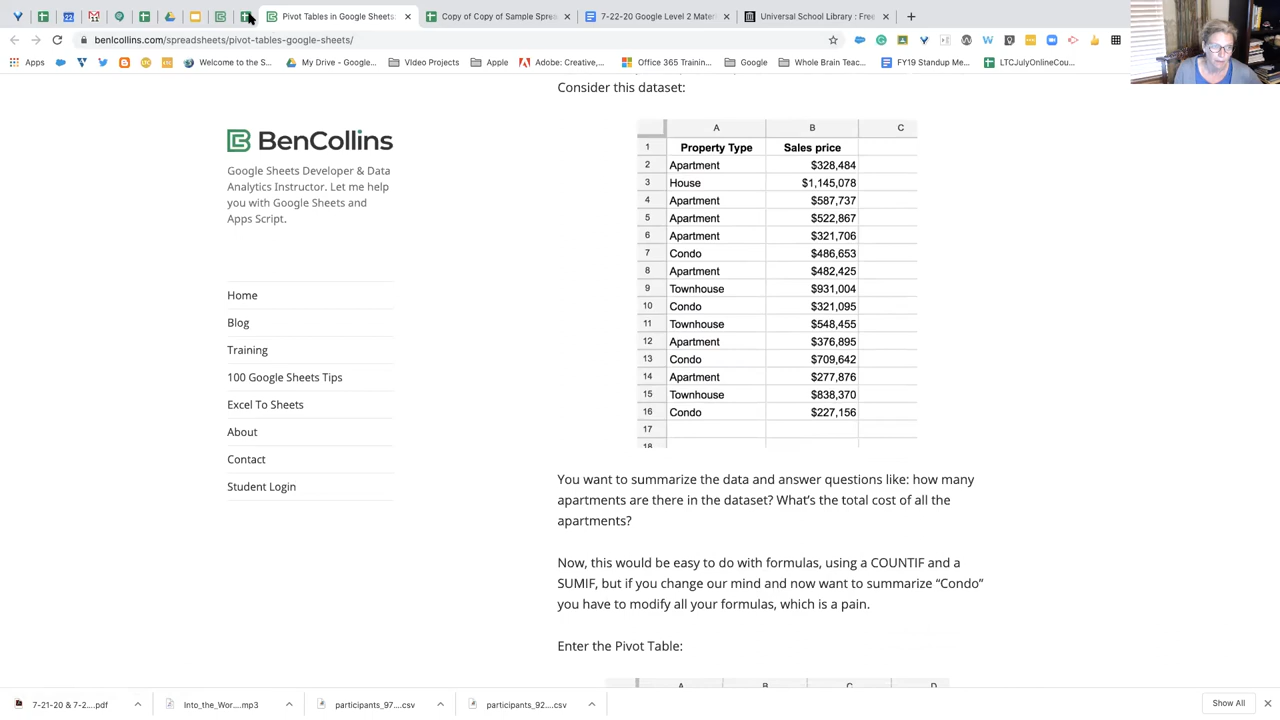 Pivot Tables in Google Sheets
Copy of Copy of Sample Spre
7-22-20 Google Level 2 Mater
Universal School Library : Free
benlcollins.com/spreadsheets/pivot-tables-google-sheets/
Apps
Welcome to the S...
My Drive - Google...
Video Projects
Apple
Adobe: Creative,...
Office 365 Trainin...
Google
Whole Brain Teac...
FY19 Standup Me...
LTCJulyOnlineCou...
Consider this dataset:
BenCollins
Google Sheets Developer & Data
Analytics Instructor. Let me help
you with Google Sheets and
Apps Script.
Home
Blog
Training
100 Google Sheets Tips
Excel To Sheets
About
Contact
Student Login
A B C
1 Property Type Sales price
2 Apartment $328,484
3 House $1,145,078
4 Apartment $587,737
5 Apartment $522,867
6 Apartment $321,706
7 Condo $486,653
8 Apartment $482,425
9 Townhouse $931,004
10 Condo $321,095
11 Townhouse $548,455
12 Apartment $376,895
13 Condo $709,642
14 Apartment $277,876
15 Townhouse $838,370
16 Condo $227,156
17
18
You want to summarize the data and answer questions like: how many
apartments are there in the dataset? What's the total cost of all the
apartments?
Now, this would be easy to do with formulas, using a COUNTIF and a
SUMIF, but if you change our mind and now want to summarize "Condo"
you have to modify all your formulas, which is a pain.
Enter the Pivot Table:
A B C D
7-21-20 & 7-2....pdf
Into_the_Wor....mp3
participants_97....csv
participants_92....csv
Show All